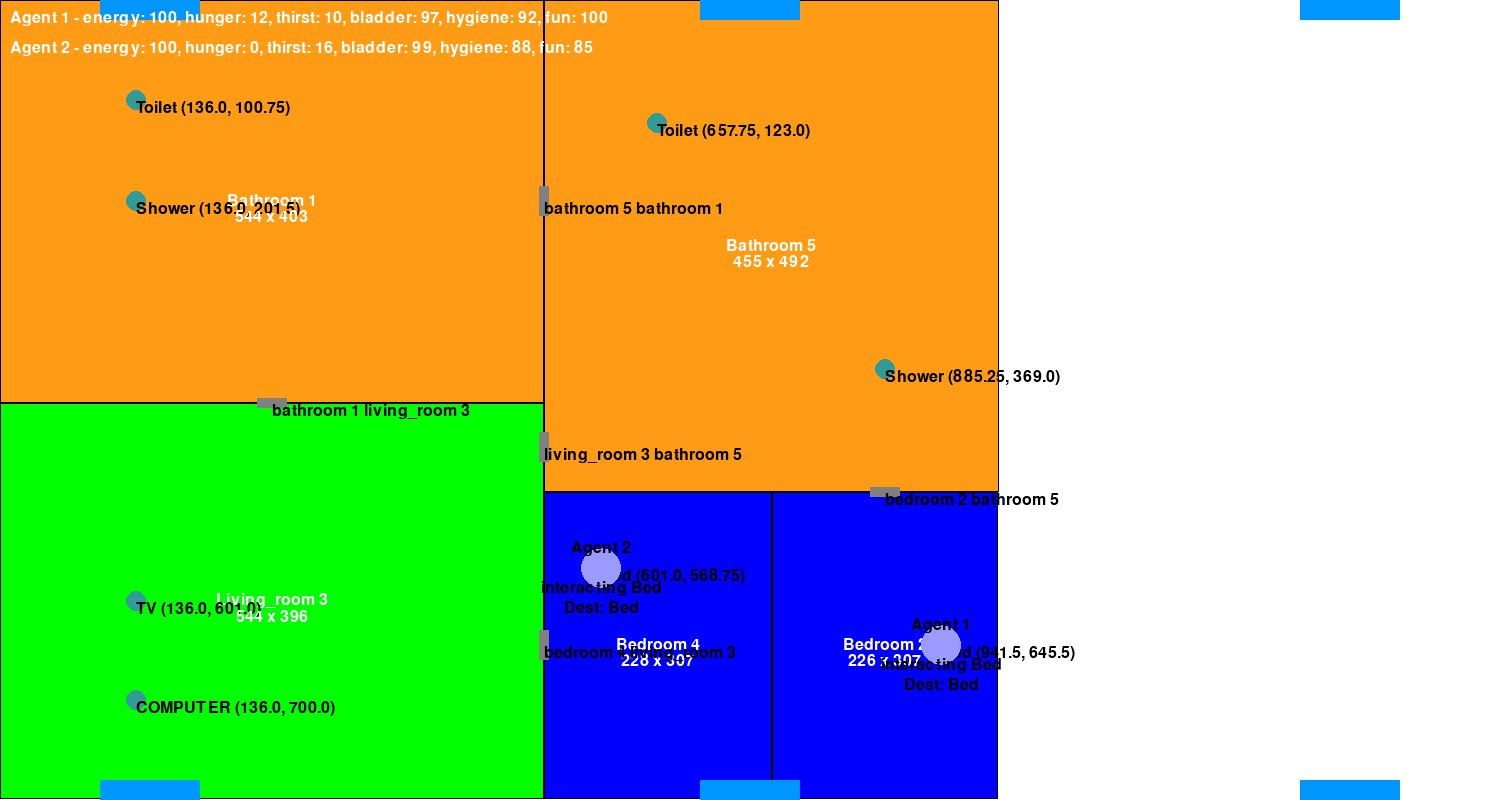 Agent 1 - energy: 100, hunger: 12, thirst: 10, bladder: 97, hygiene: 92, fun: 100
Agent 2 - energy: 100, hunger: 0, thirst: 16, bladder: 99, hygiene: 88, fun: 85
Toilet (136.0, 100.75)
Toilet (657.75, 123.0)
Bathroom 1
Shower (136.0, 201.5)
544 x 403
bathroom 5 bathroom 1
Bathroom 5
455 x 492
Shower (885.25, 369.0)
bathroom 1 living_room 3
living_room 3 bathroom 5
bedroom 2 bathroom 5
Agent 2
(601.0, 568.75)
interacting Bed
Dest: Bed
Living_room 3
TV (136.0, 601.0)
544 x 396
Agent 1
Bedroom 4
bedroom 4 living_room 3
228 x 307
Bedroom 2
(941.5, 645.5)
226 x 307
interacting Bed
Dest: Bed
COMPUTER (136.0, 700.0)